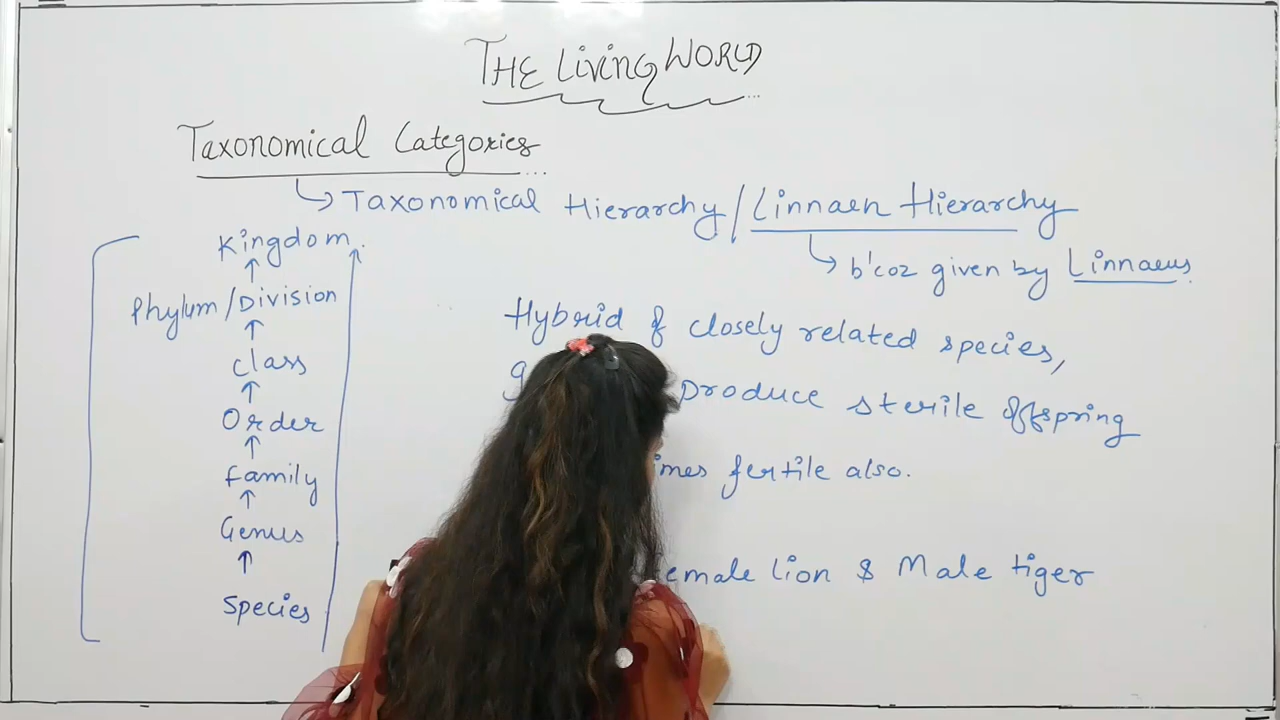 THE LIVING WORLD
Taxonomical Categories
Taxonomical Hierarchy / Linnaen Hierarchy
b'coz given by Linnaeus
Kingdom
Phylum/Division
Class
Order
Family
Genus
Species
Hybrid of closely related species,
produce sterile offspring
fertile also.
lion & Male tiger